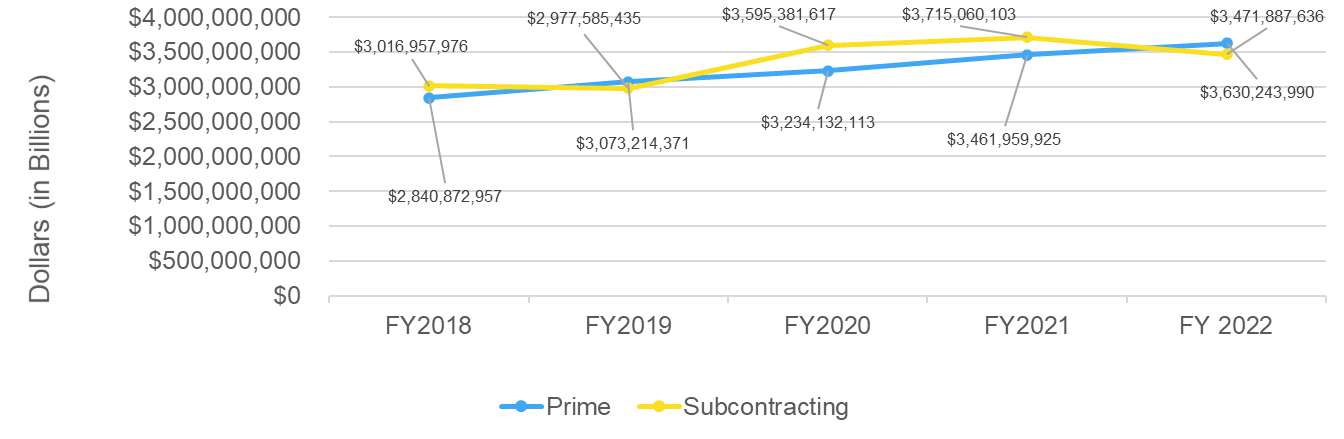 Dollars (in Billions)
$4,000,000,000
$3,500,000,000
$3,000,000,000
$2,500,000,000
$2,000,000,000
$1,500,000,000
$1,000,000,000
$500,000,000
$0
$3,016,957,976
$2,977,585,435
$3,595,381,617
$3,715,060,103
$3,471,887,636
$2,840,872,957
$3,073,214,371
$3,234,132,113
$3,461,959,925
$3,630,243,990
FY2018
FY2019
FY2020
FY2021
FY 2022
Prime
Subcontracting